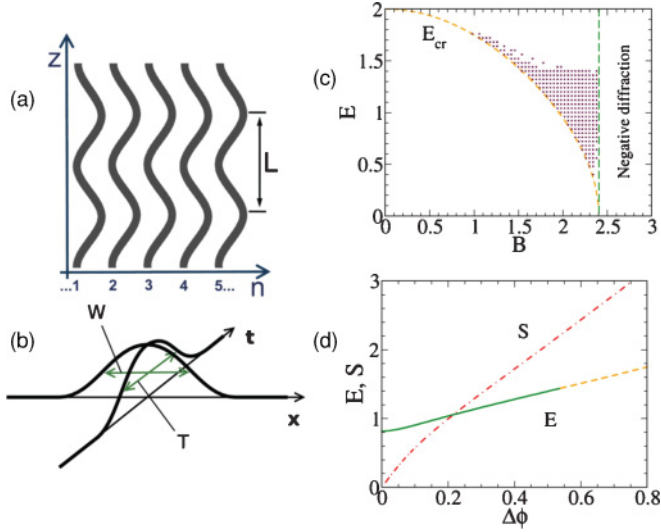 (a)
Z
L
...1 2 3 4 5... n
(b)
W
t
x
T
(c)
E
2
1.5
1
0.5
0
E_cr
Negative diffraction
0 0.5 1 1.5 2 2.5 3
B
(d)
E, S
3
2
1
0
S
E
0 0.2 0.4 0.6 0.8
Δϕ